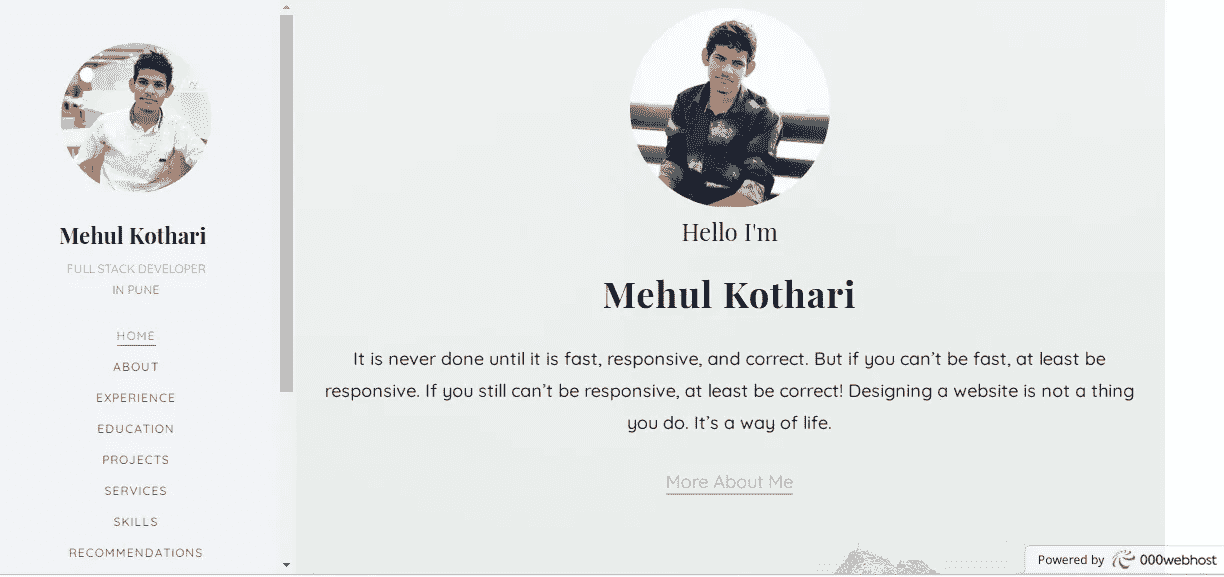 Mehul Kothari
FULL STACK DEVELOPER
IN PUNE
HOME
ABOUT
EXPERIENCE
EDUCATION
PROJECTS
SERVICES
SKILLS
RECOMMENDATIONS
Hello I'm
Mehul Kothari
It is never done until it is fast, responsive, and correct. But if you can’t be fast, at least be
responsive. If you still can’t be responsive, at least be correct! Designing a website is not a thing
you do. It’s a way of life.
More About Me
Powered by 000webhost